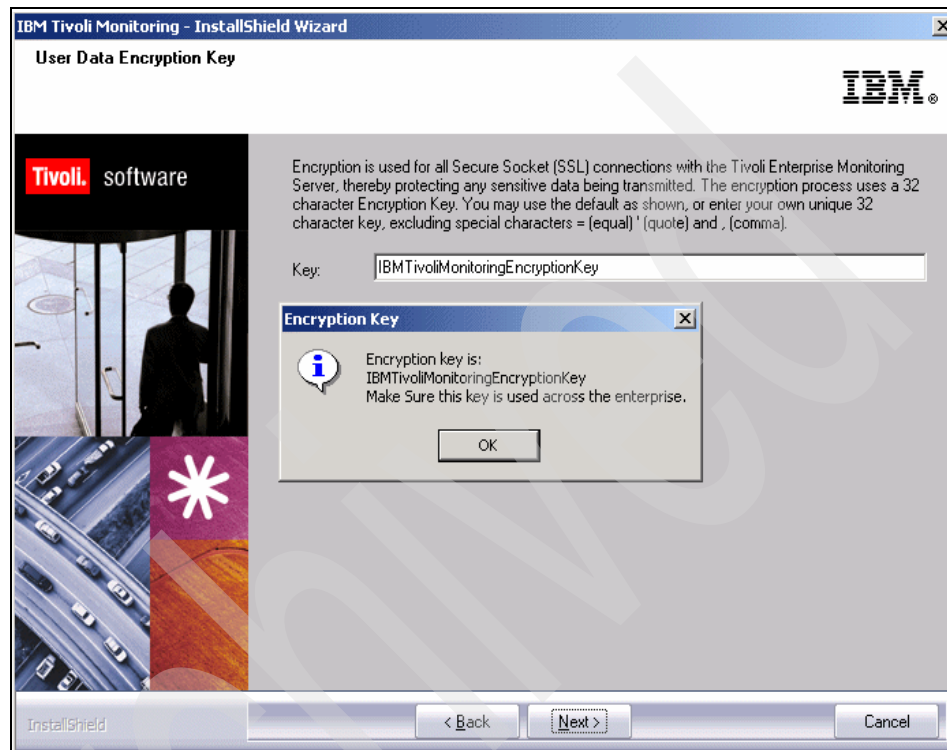 IBM Tivoli Monitoring - InstallShield Wizard
User Data Encryption Key
IBM®
Tivoli. software
Encryption is used for all Secure Socket (SSL) connections with the Tivoli Enterprise Monitoring
Server, thereby protecting any sensitive data being transmitted. The encryption process uses a 32
character Encryption Key. You may use the default as shown, or enter your own unique 32
character key, excluding special characters = (equal) ' (quote) and , (comma).
Key: IBMTivoliMonitoringEncryptionKey
Encryption Key
Encryption key is:
IBMTivoliMonitoringEncryptionKey
Make Sure this key is used across the enterprise.
OK
InstallShield
< Back Next > Cancel